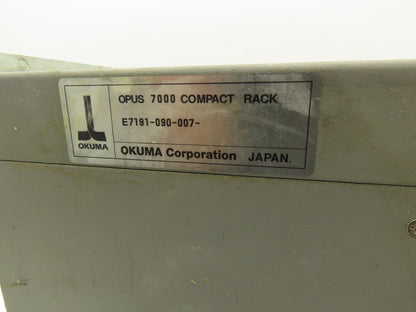 OPUS 7000 COMPACT RACK
E7191-090-007-
OKUMA
OKUMA Corporation JAPAN.